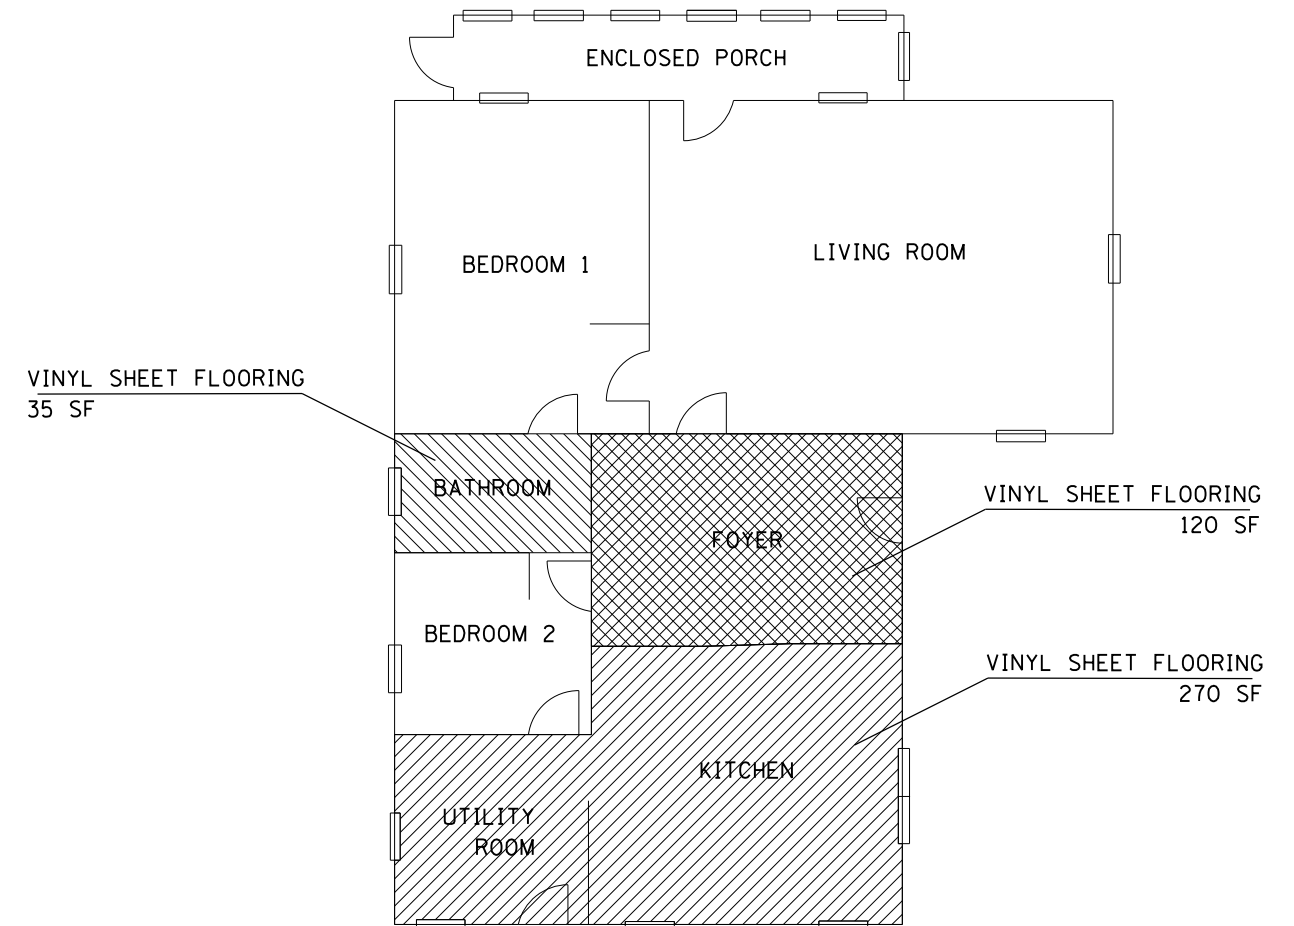 ENCLOSED PORCH
BEDROOM 1
LIVING ROOM
VINYL SHEET FLOORING
35 SF
BATHROOM
VINYL SHEET FLOORING
120 SF
FOYER
BEDROOM 2
VINYL SHEET FLOORING
270 SF
KITCHEN
UTILITY
ROOM